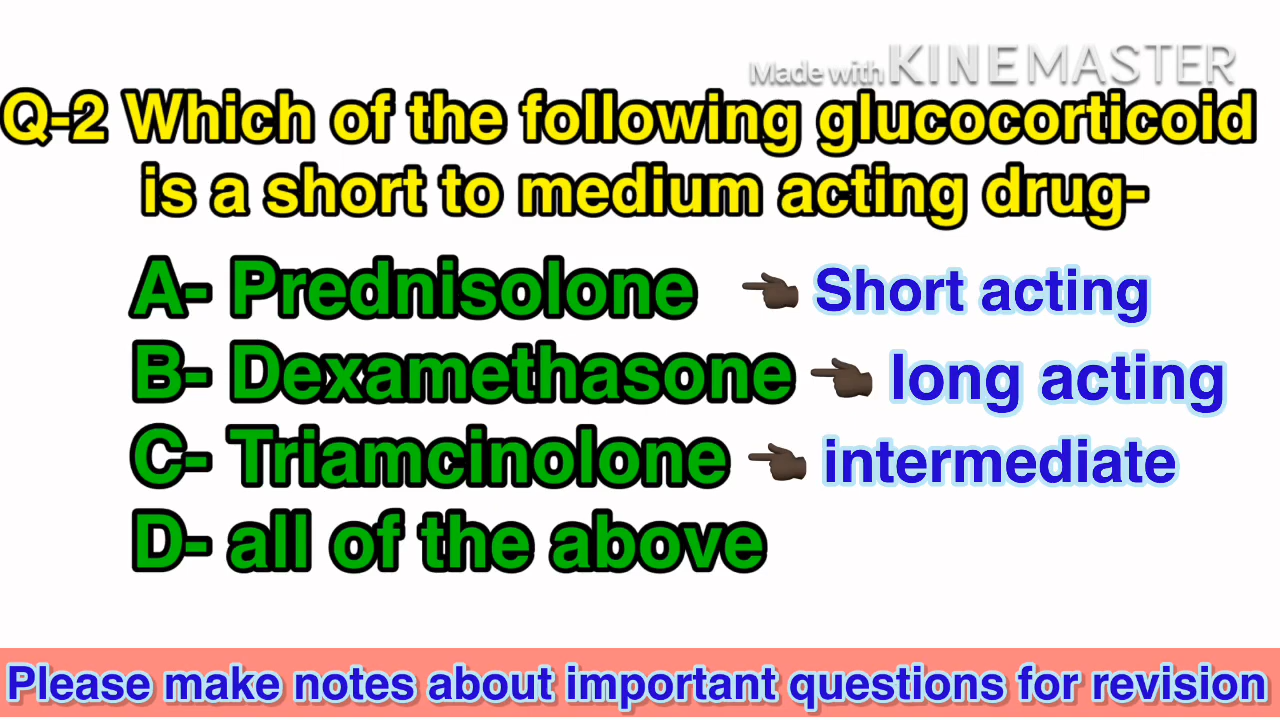 Made with KINEMASTER
Q-2 Which of the following glucocorticoid
is a short to medium acting drug-
A- Prednisolone 👈🏿 Short acting
B- Dexamethasone 👈🏿 long acting
C- Triamcinolone 👈🏿 intermediate
D- all of the above
Please make notes about important questions for revision